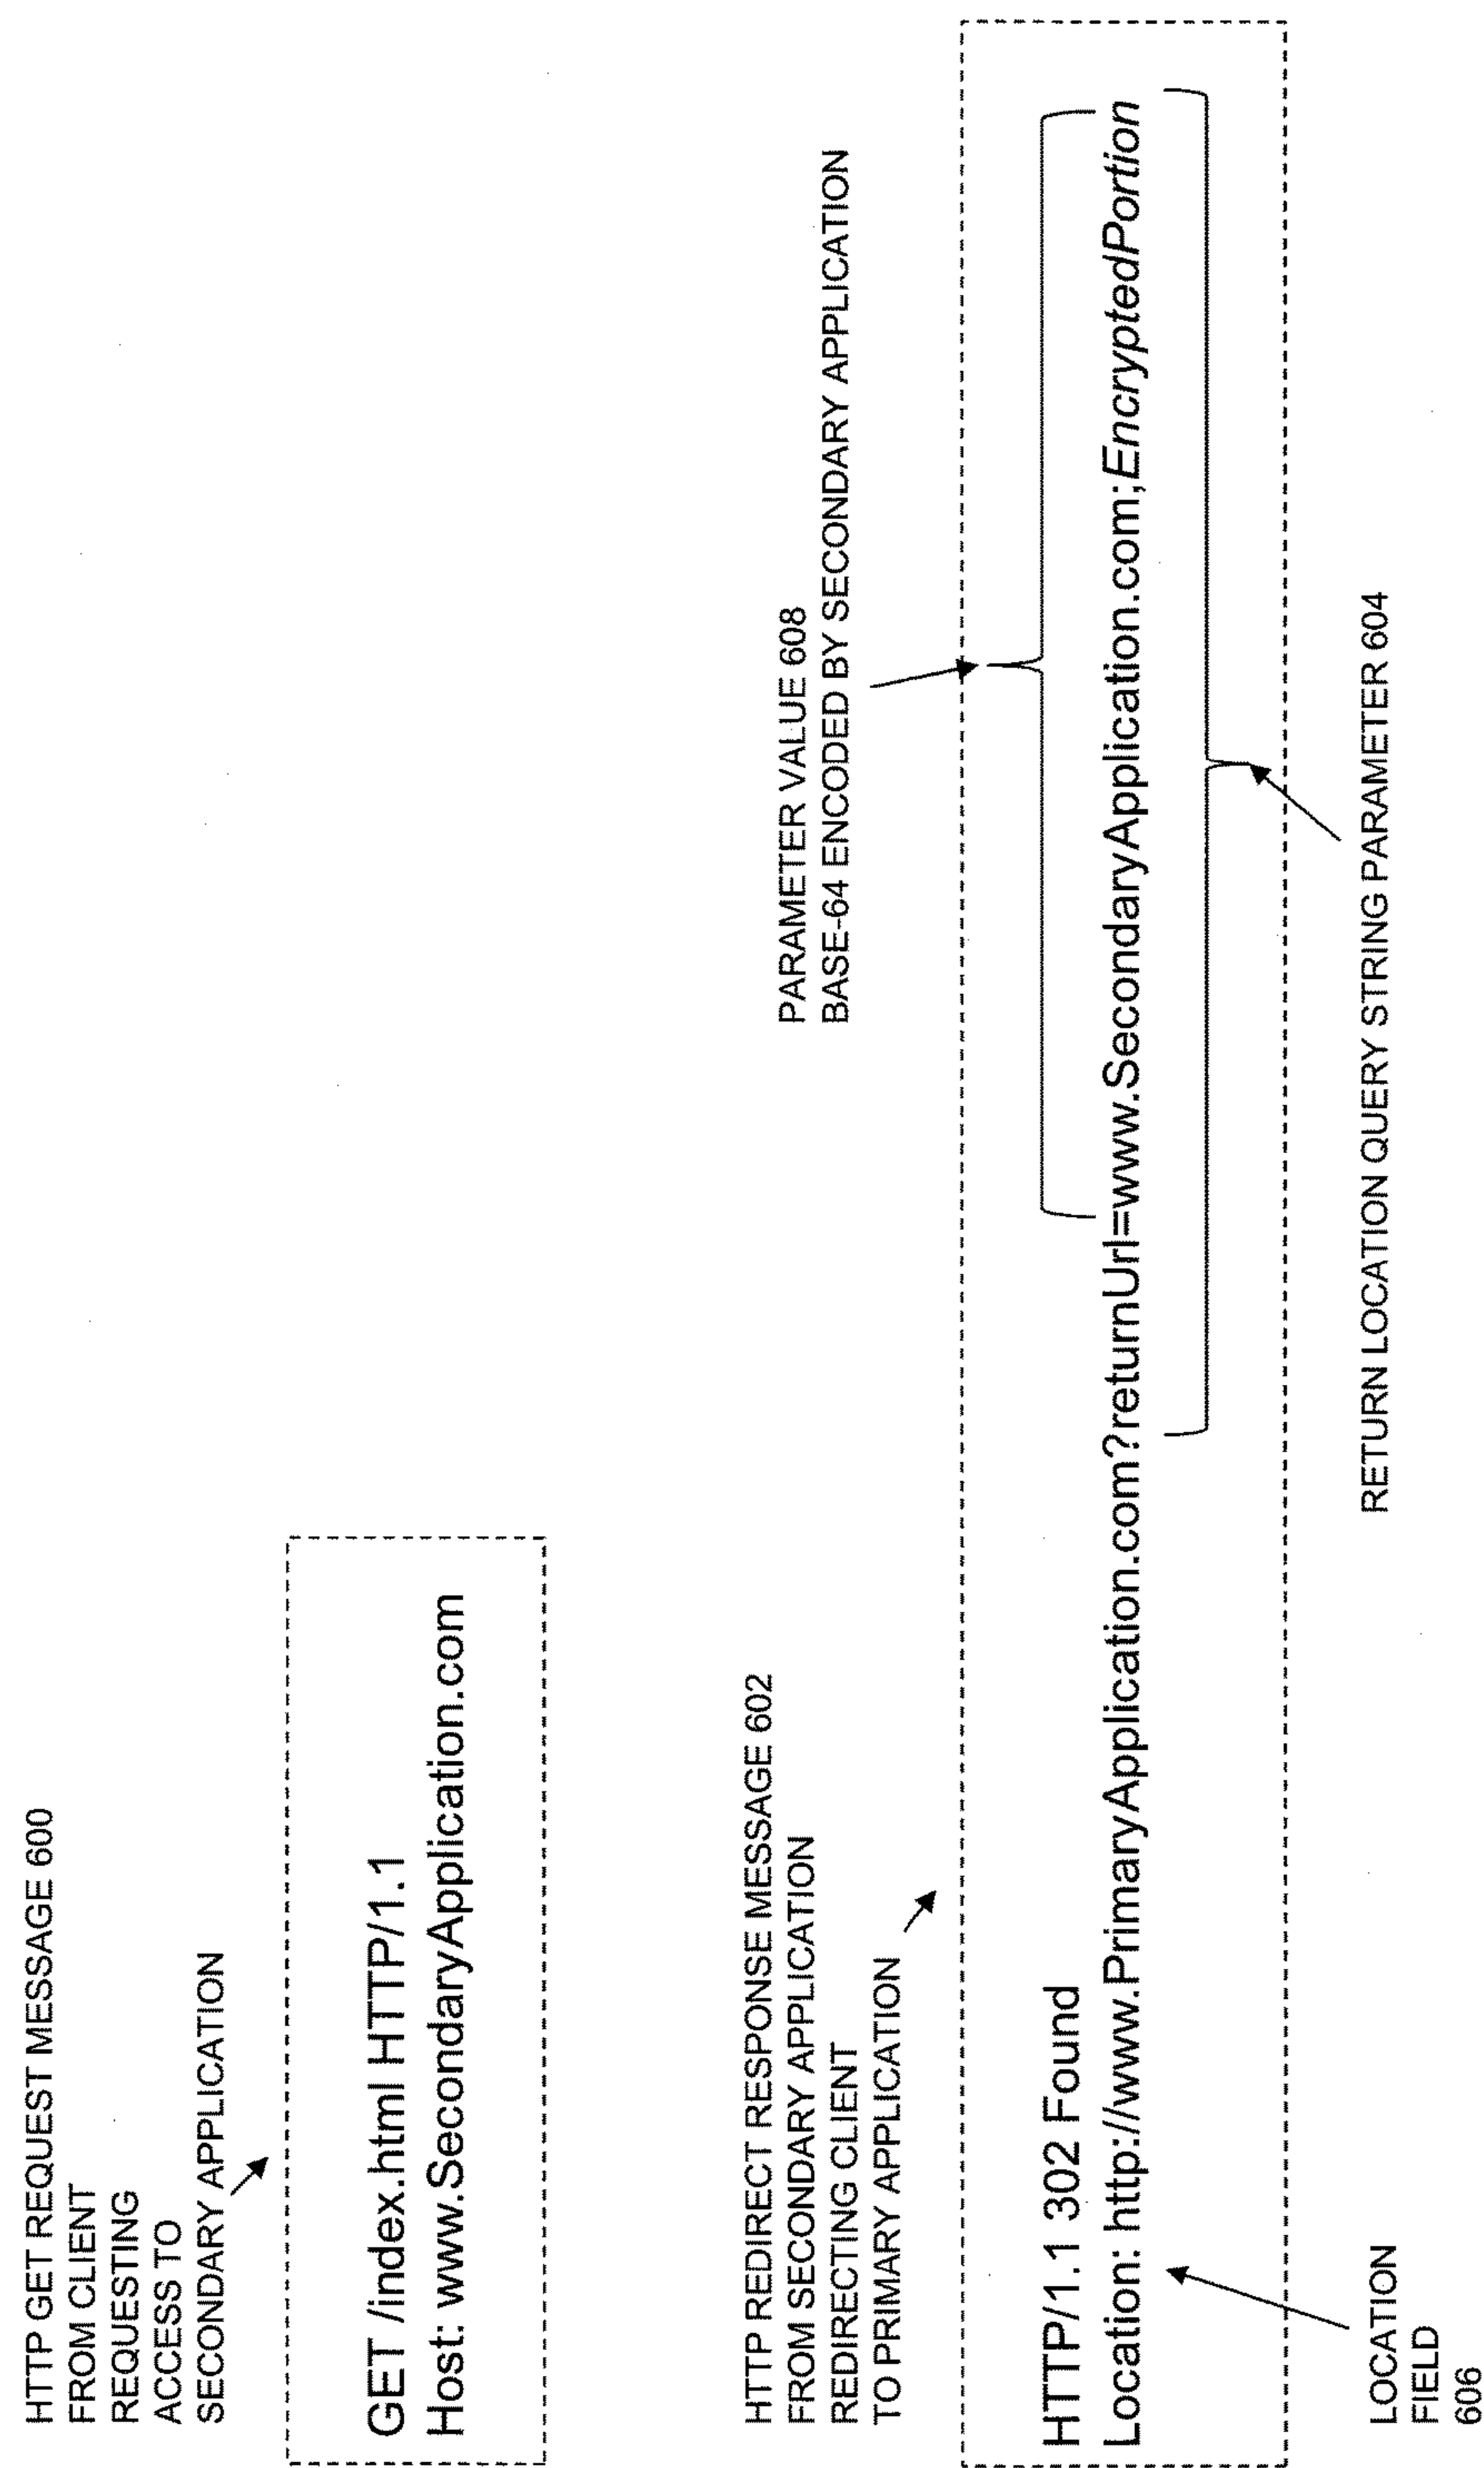 HTTP GET REQUEST MESSAGE 600
FROM CLIENT
REQUESTING
ACCESS TO
SECONDARY APPLICATION
GET /index.html HTTP/1.1
Host: www.SecondaryApplication.com
HTTP REDIRECT RESPONSE MESSAGE 602
FROM SECONDARY APPLICATION
REDIRECTING CLIENT
TO PRIMARY APPLICATION
PARAMETER VALUE 608
BASE-64 ENCODED BY SECONDARY APPLICATION
HTTP/1.1 302 Found
Location: http://www.PrimaryApplication.com?returnUrl=www.SecondaryApplication.com;EncryptedPortion
LOCATION
FIELD
606
RETURN LOCATION QUERY STRING PARAMETER 604